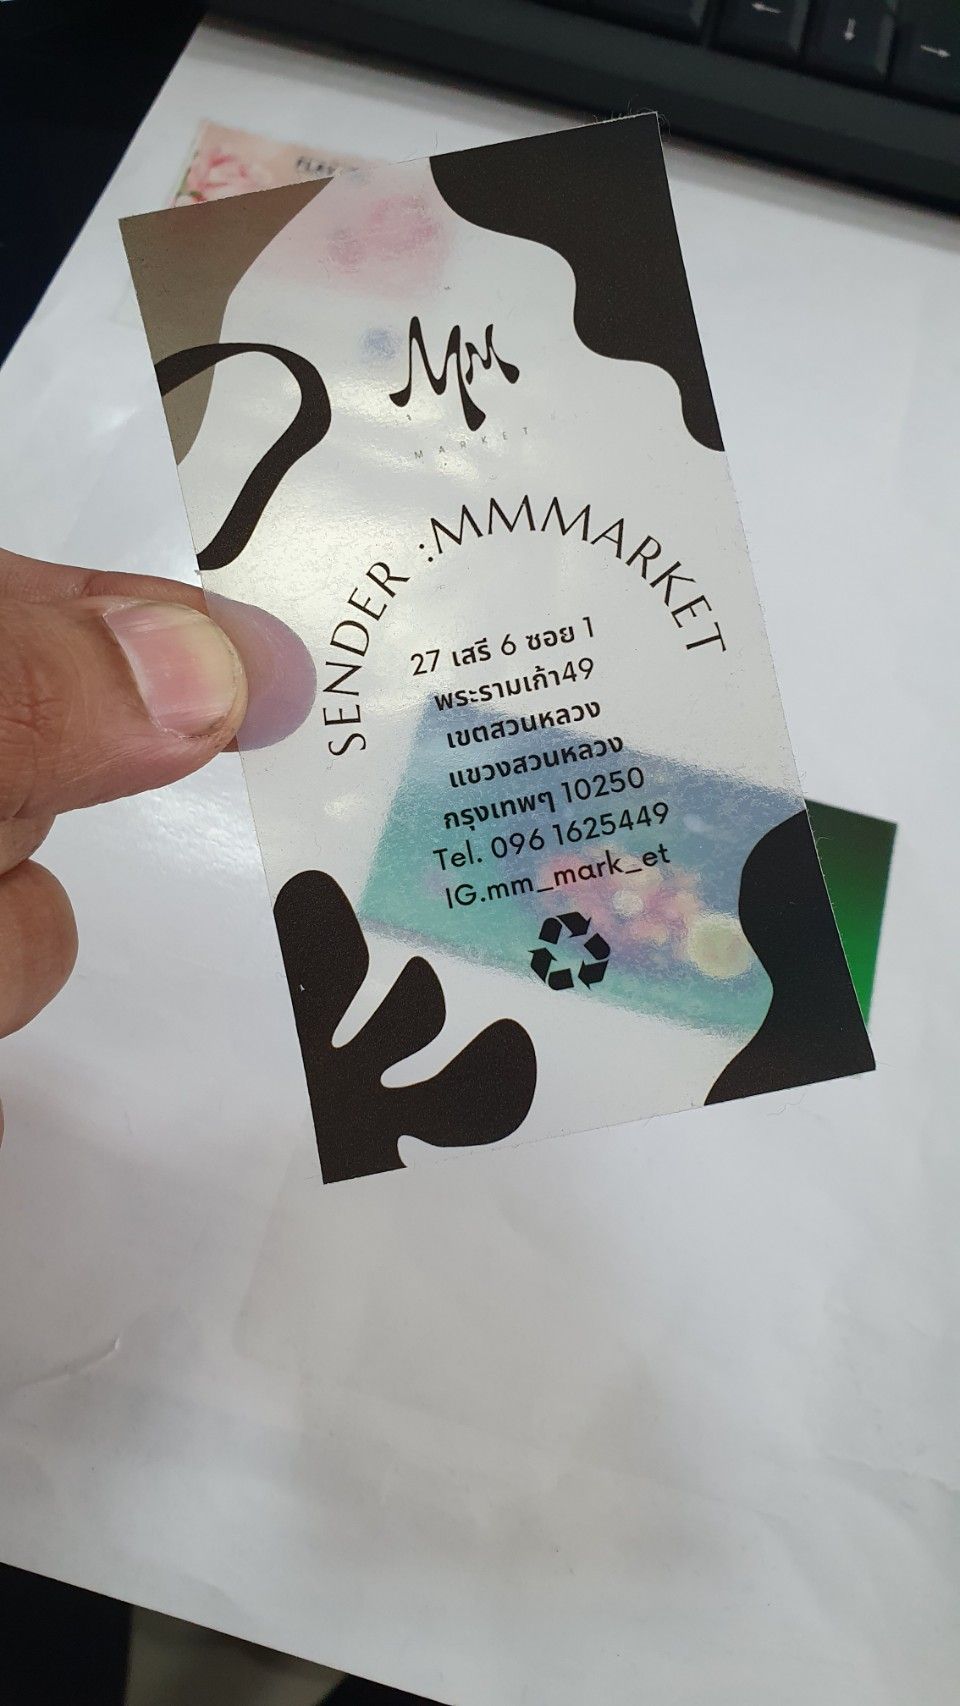 Mm
MARKET
SENDER :MMMARKET
27 เสรี 6 ซอย 1
พระรามเก้า49
เขตสวนหลวง
แขวงสวนหลวง
กรุงเทพๆ 10250
Tel. 096 1625449
IG.mm_mark_et